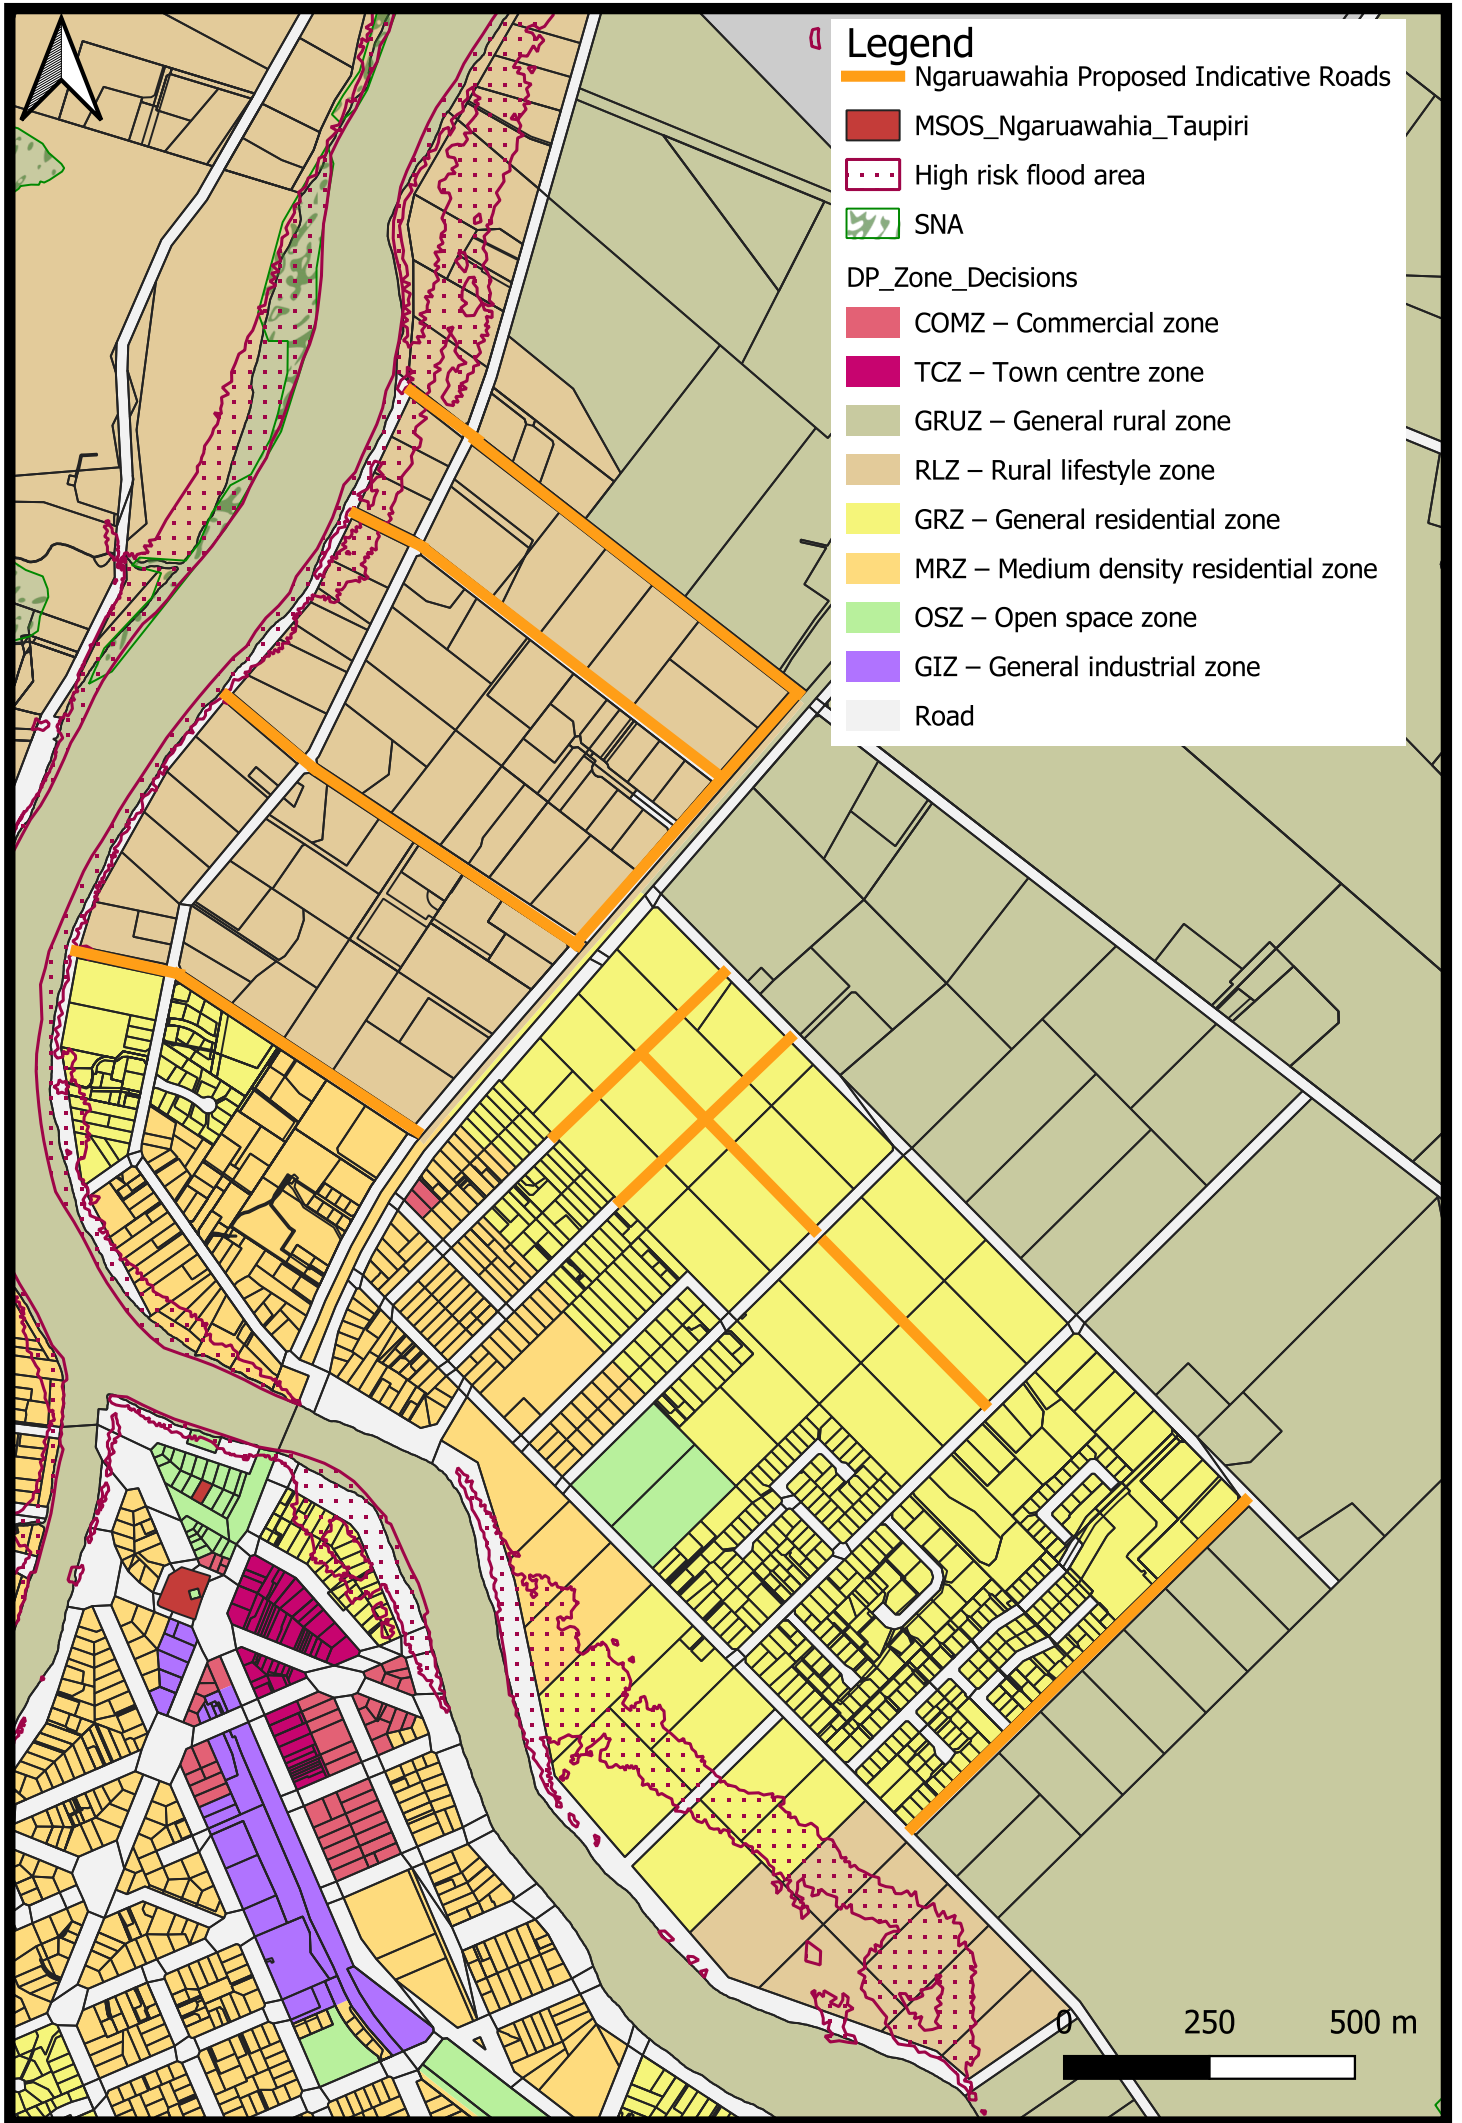 Legend
Ngaruawahia Proposed Indicative Roads
MSOS_Ngaruawahia_Taupiri
High risk flood area
SNA
DP_Zone_Decisions
COMZ – Commercial zone
TCZ – Town centre zone
GRUZ – General rural zone
RLZ – Rural lifestyle zone
GRZ – General residential zone
MRZ – Medium density residential zone
OSZ – Open space zone
GIZ – General industrial zone
Road
0 250 500 m